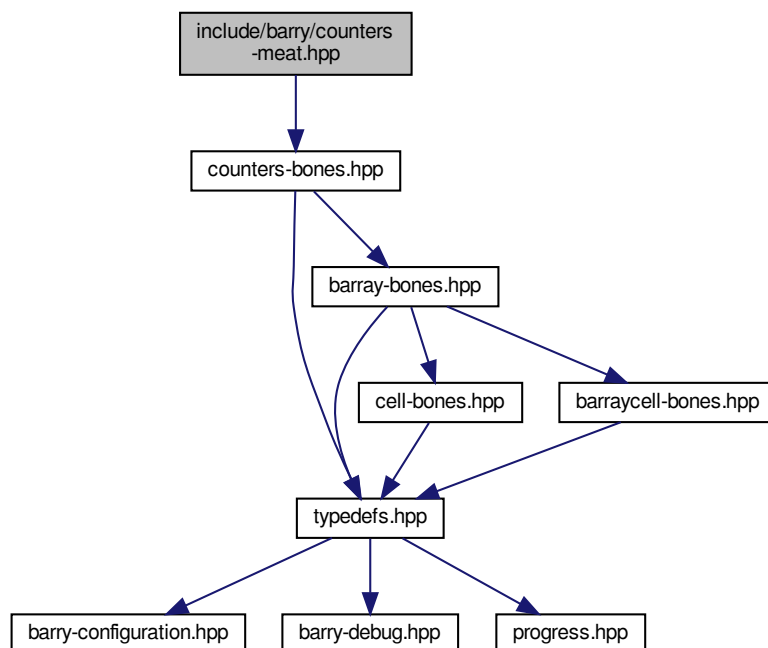 include/barry/counters
-meat.hpp
counters-bones.hpp
barray-bones.hpp
cell-bones.hpp
barraycell-bones.hpp
typedefs.hpp
barry-configuration.hpp
barry-debug.hpp
progress.hpp